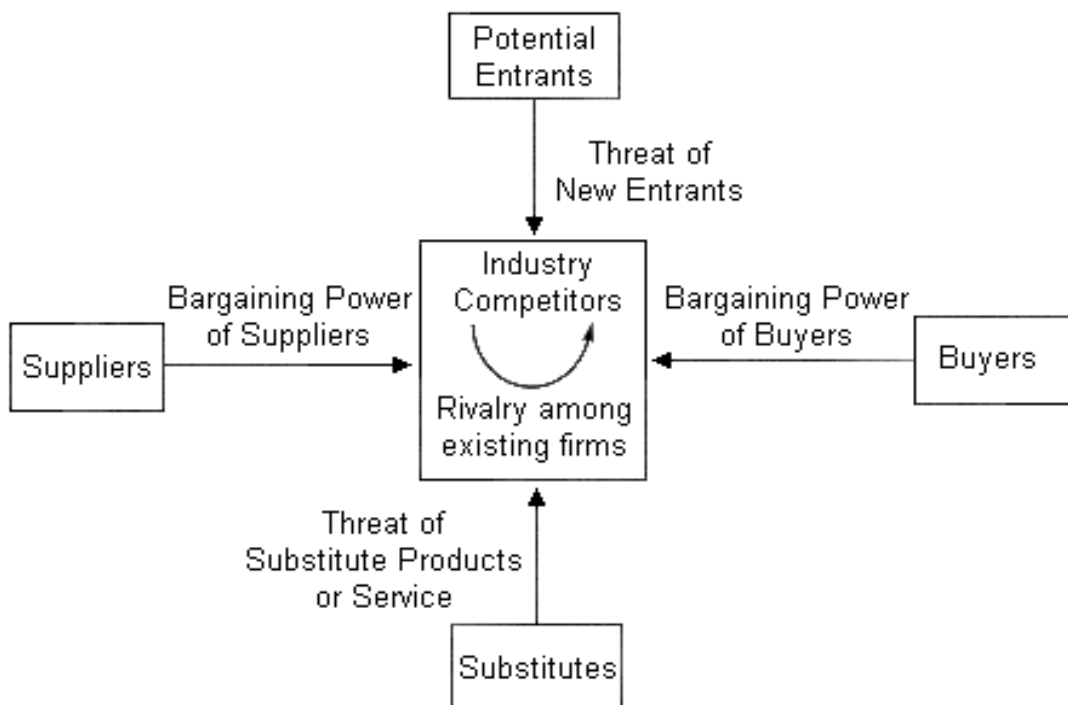 Potential
Entrants
Threat of
New Entrants
Industry
Competitors
Rivalry among
existing firms
Bargaining Power
of Suppliers
Suppliers
Bargaining Power
of Buyers
Buyers
Threat of
Substitute Products
or Service
Substitutes